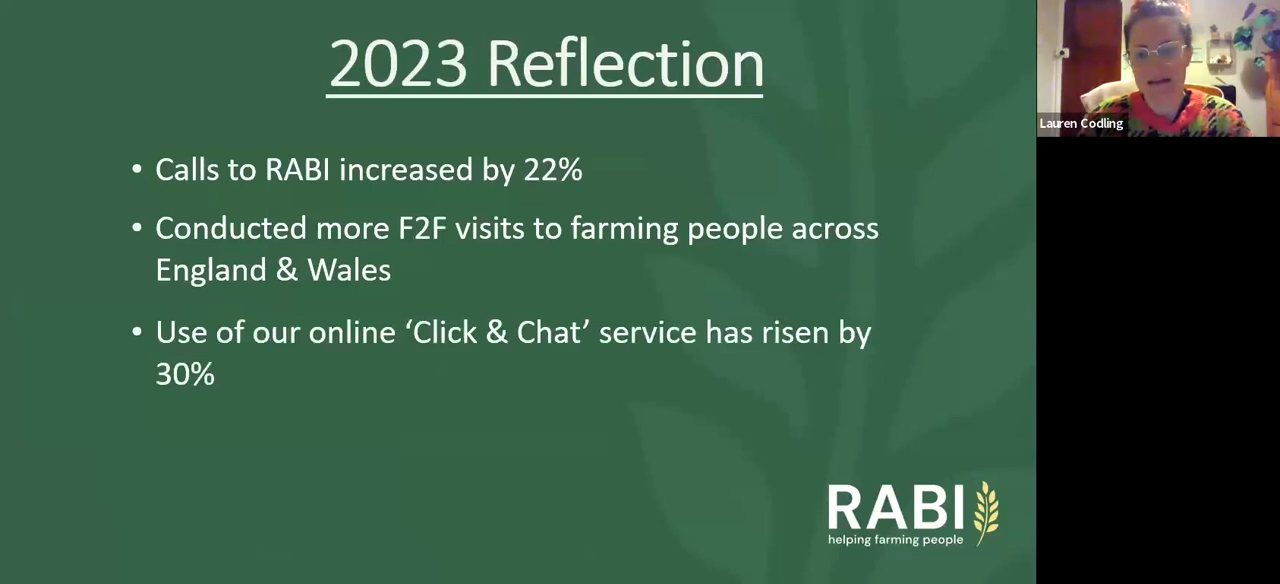 2023 Reflection
• Calls to RABI increased by 22%
• Conducted more F2F visits to farming people across
England & Wales
• Use of our online ‘Click & Chat’ service has risen by
30%
RABI
helping farming people
Lauren Codling